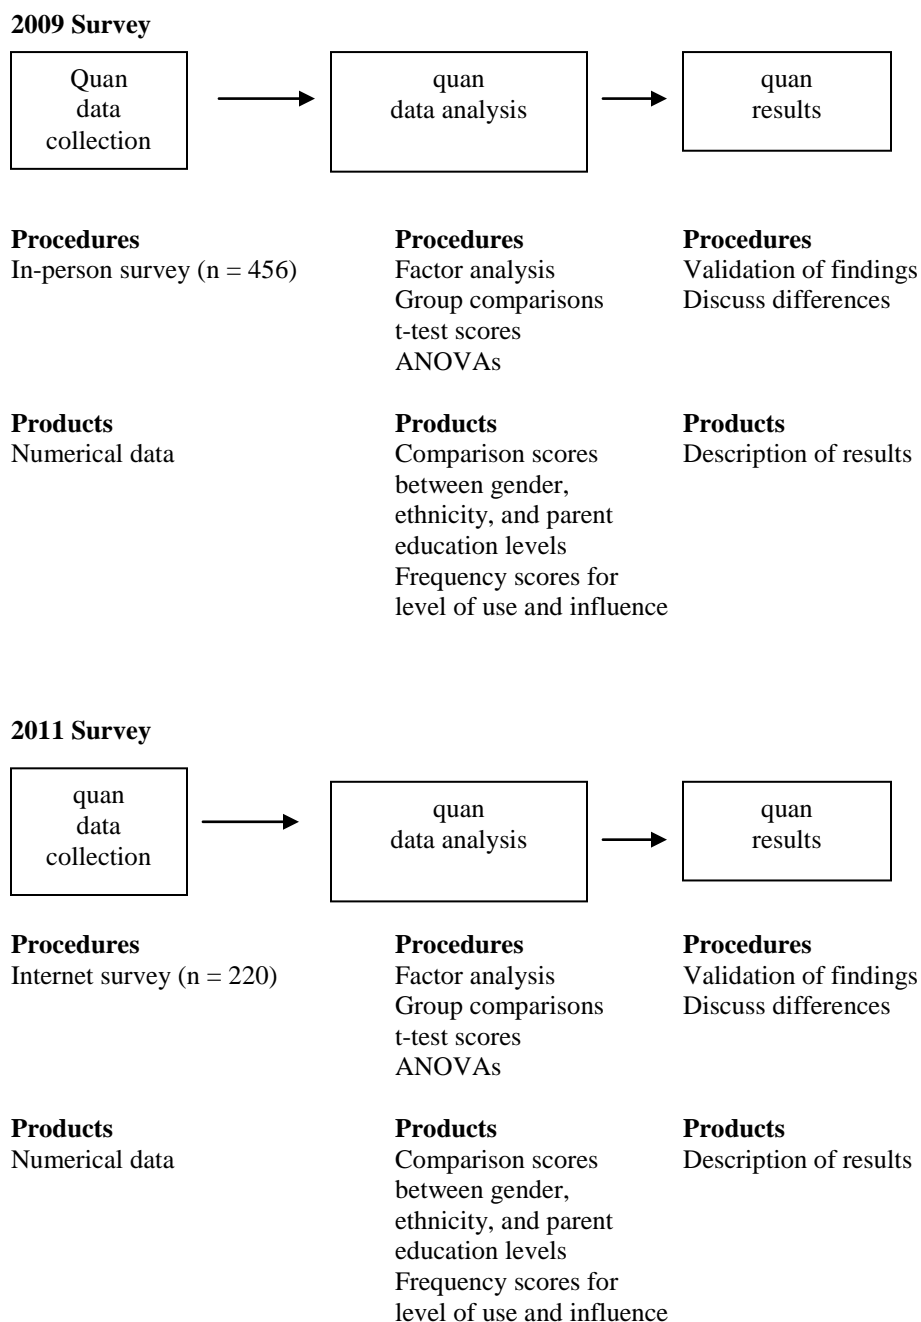 2009 Survey
Quan
data
collection
quan
data analysis
quan
results
Procedures
In-person survey (n = 456)
Procedures
Factor analysis
Group comparisons
t-test scores
ANOVAs
Procedures
Validation of findings
Discuss differences
Products
Numerical data
Products
Comparison scores
between gender,
ethnicity, and parent
education levels
Frequency scores for
level of use and influence
Products
Description of results
2011 Survey
quan
data
collection
quan
data analysis
quan
results
Procedures
Internet survey (n = 220)
Procedures
Factor analysis
Group comparisons
t-test scores
ANOVAs
Procedures
Validation of findings
Discuss differences
Products
Numerical data
Products
Comparison scores
between gender,
ethnicity, and parent
education levels
Frequency scores for
level of use and influence
Products
Description of results